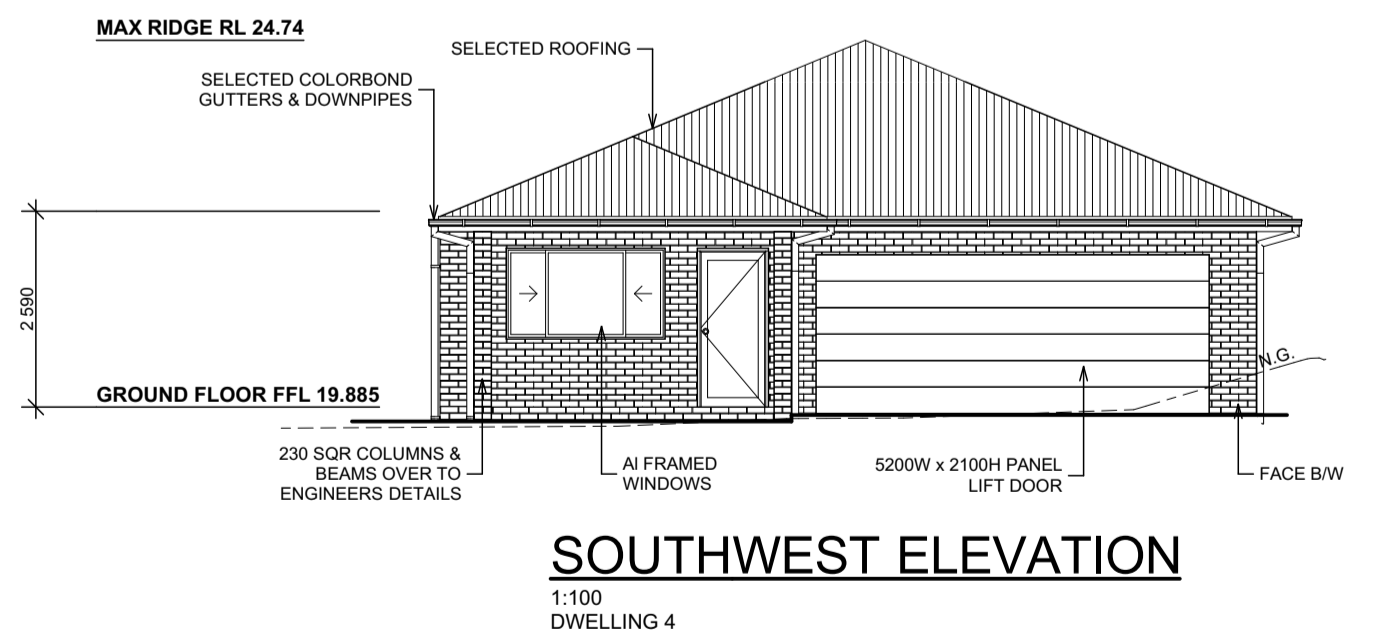 MAX RIDGE RL 24.74
SELECTED ROOFING
SELECTED COLORBOND
GUTTERS & DOWNPIPES
2 590
GROUND FLOOR FFL 19.885
N.G.
230 SQR COLUMNS &
BEAMS OVER TO
ENGINEERS DETAILS
Al FRAMED
WINDOWS
5200W x 2100H PANEL
LIFT DOOR
FACE B/W
SOUTHWEST ELEVATION
1:100
DWELLING 4